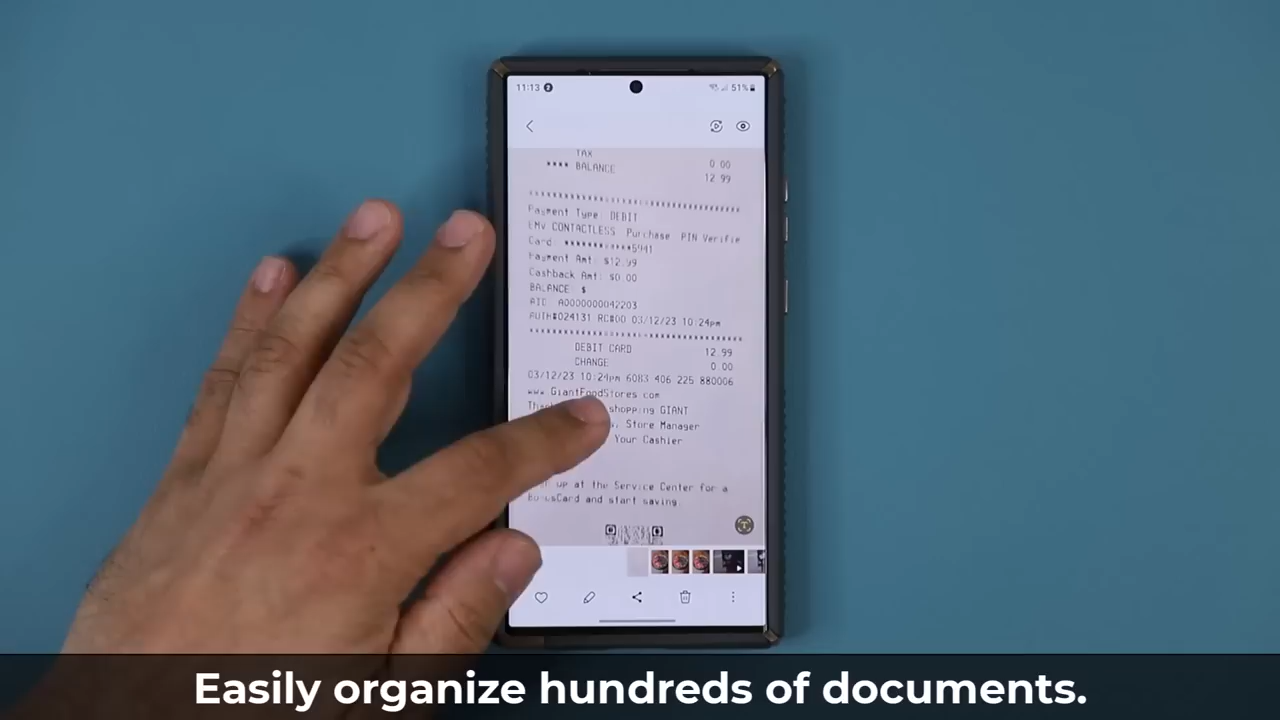 11:13
51%
TAX
0 00
**** BALANCE
12 99
Payment Type DEBIT
EMV CONTACTLESS Purchase PIN Verifie
Card: ***********5941
Payment Amt: $12.99
Cashback Amt: $0.00
BALANCE $
AID A0000000042203
AUTH#024131 RC#00 03/12/23 10:24pm
DEBIT CARD 12 99
CHANGE 0 00
03/12/23 10:24pm 6083 406 225 880006
www GiantFoodStores com
shopping GIANT
Store Manager
Your Cashier
up at the Service Center for a
BonusCard and start saving
T
Easily organize hundreds of documents.